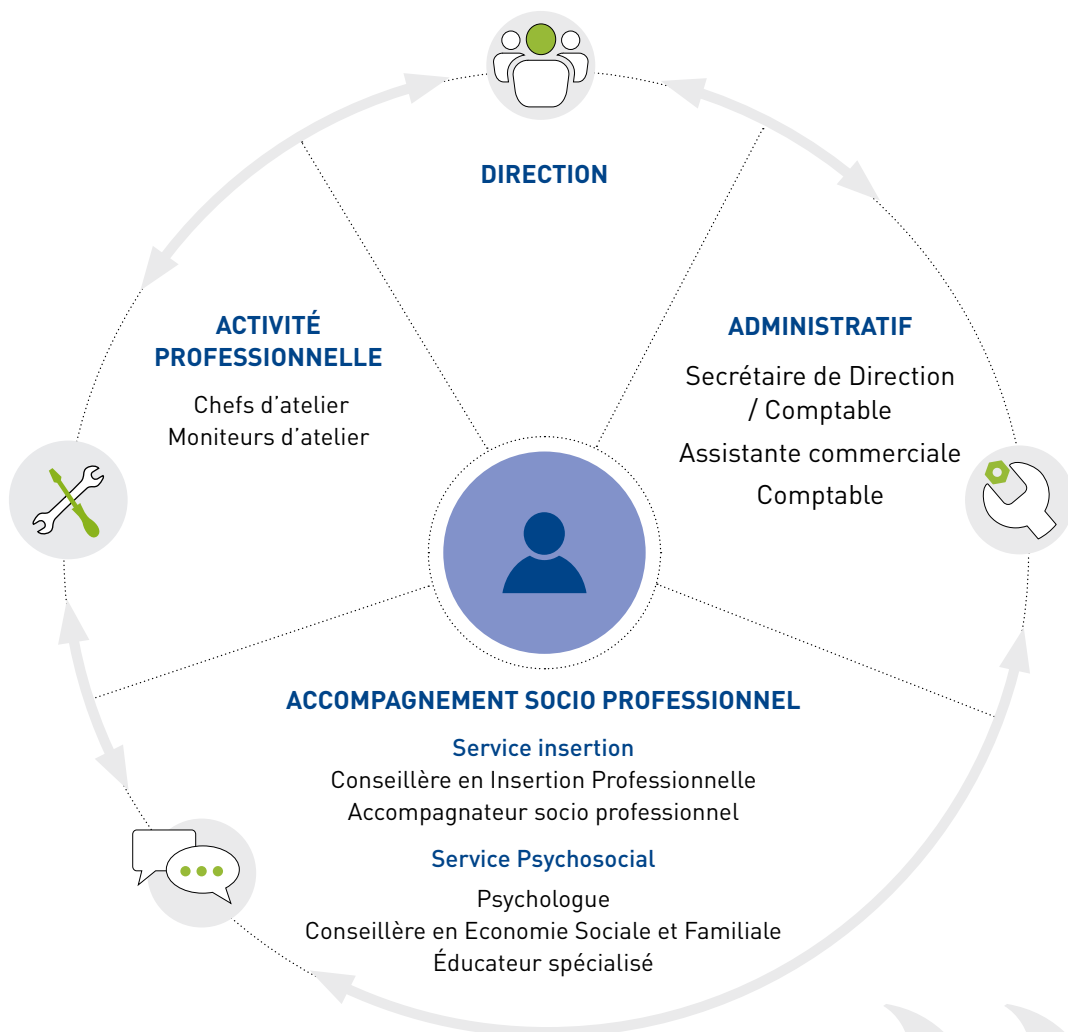 DIRECTION
ACTIVITÉ
PROFESSIONNELLE
Chefs d’atelier
Moniteurs d’atelier
ADMINISTRATIF
Secrétaire de Direction
/ Comptable
Assistante commerciale
Comptable
ACCOMPAGNEMENT SOCIO PROFESSIONNEL
Service insertion
Conseillère en Insertion Professionnelle
Accompagnateur socio professionnel
Service Psychosocial
Psychologue
Conseillère en Economie Sociale et Familiale
Éducateur spécialisé